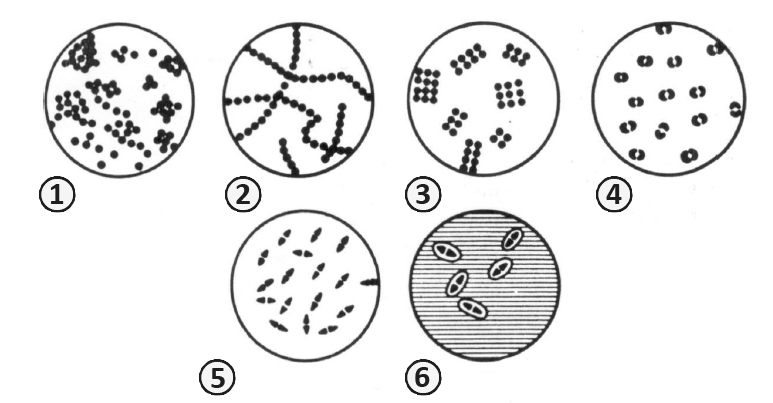 ① ② ③ ④
⑤ ⑥